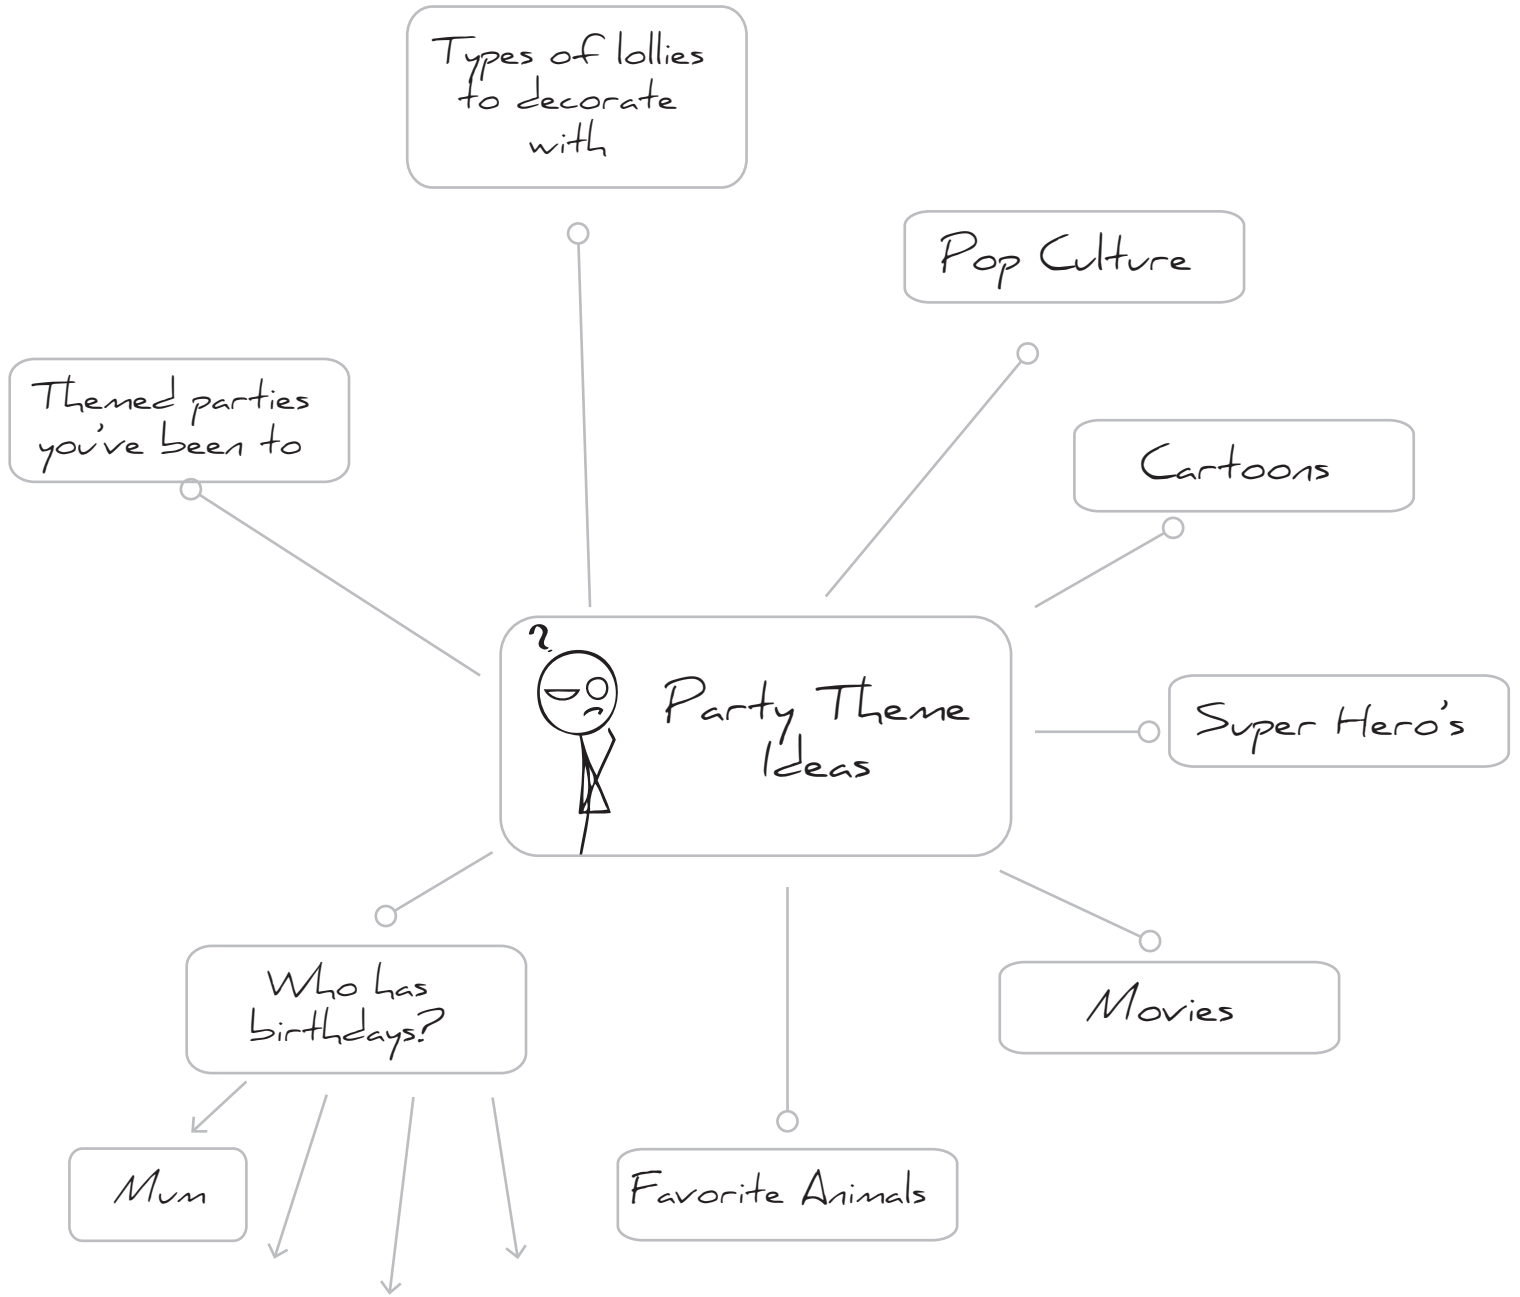 Types of lollies
to decorate
with
Pop Culture
Themed parties
you've been to
Cartoons
?
Party Theme
Ideas
Super Hero's
Who has
birthdays?
Movies
Mum
Favorite Animals